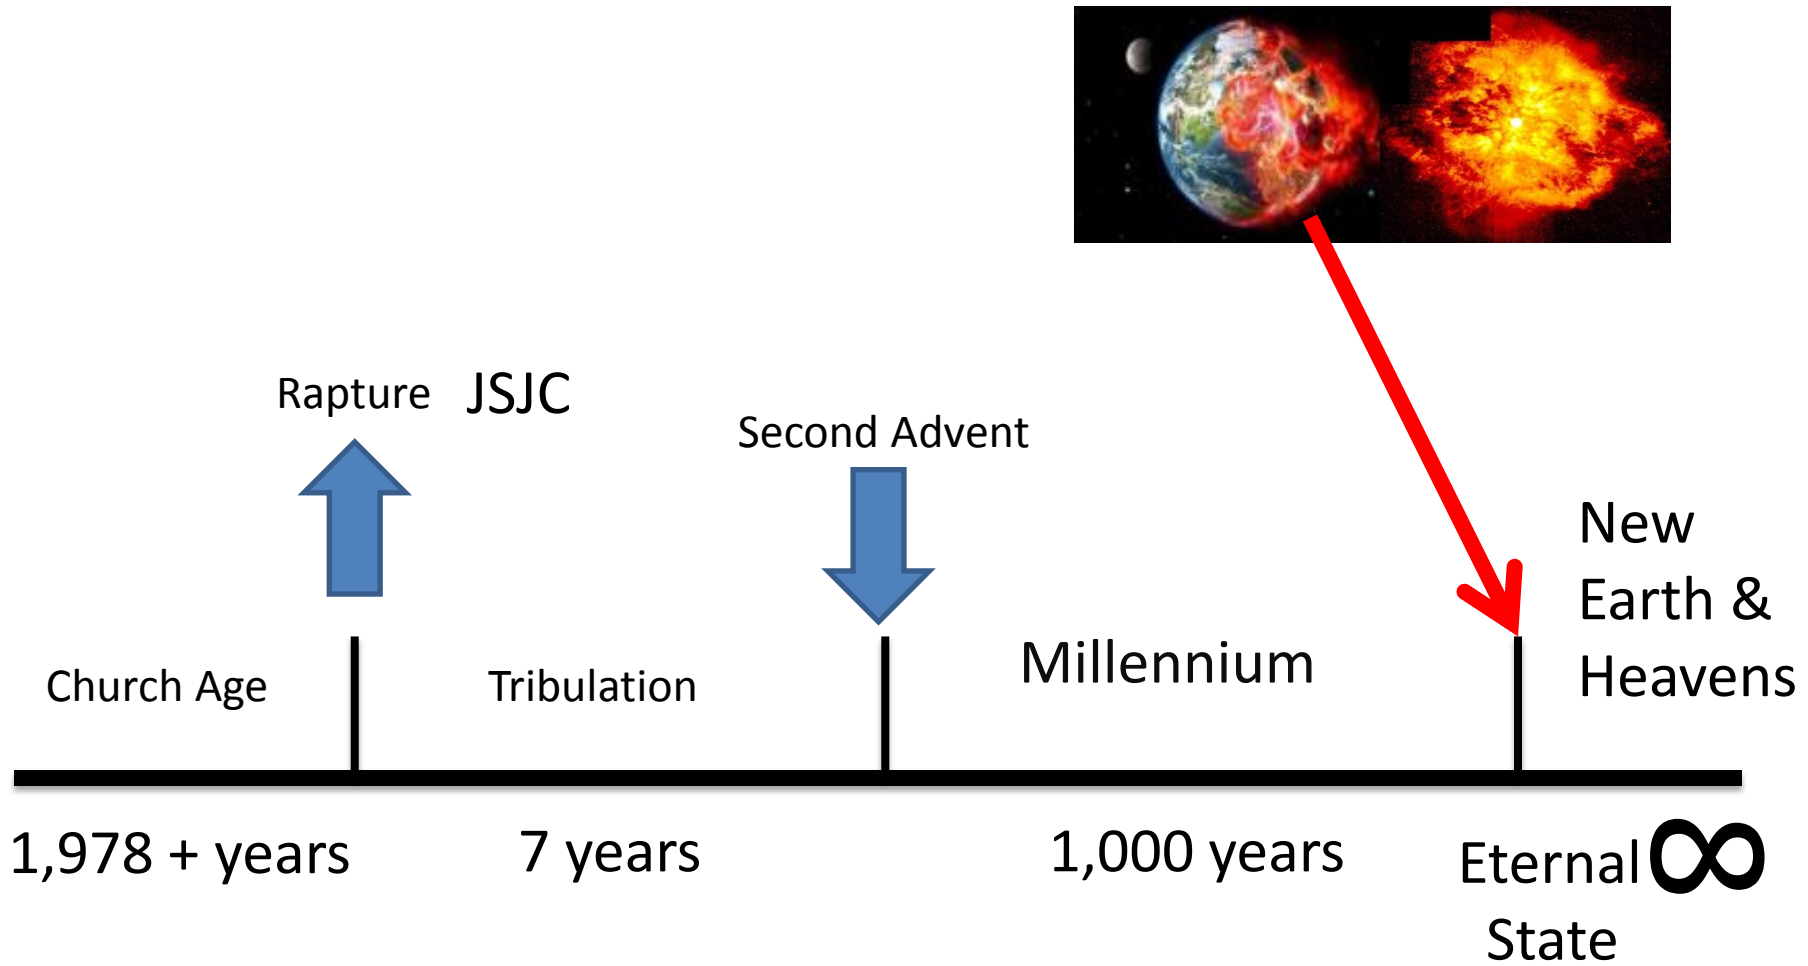 Rapture JSJC
Second Advent
New
Earth &
Heavens
Church Age
Tribulation
Millennium
1,978 + years
7 years
1,000 years
Eternal ∞
State